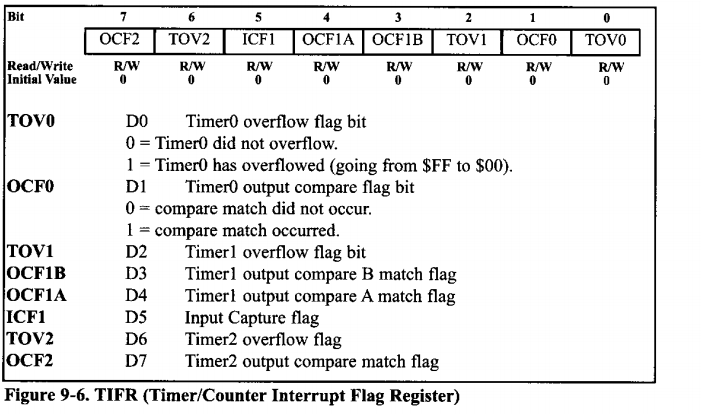 Bit 7 6 5 4 3 2 1 0
OCF2 TOV2 ICF1 OCF1A OCF1B TOV1 OCF0 TOV0
Read/Write R/W R/W R/W R/W R/W R/W R/W R/W
Initial Value 0 0 0 0 0 0 0 0
TOV0 D0 Timer0 overflow flag bit
0 = Timer0 did not overflow.
1 = Timer0 has overflowed (going from $FF to $00).
OCF0 D1 Timer0 output compare flag bit
0 = compare match did not occur.
1 = compare match occurred.
TOV1 D2 Timer1 overflow flag bit
OCF1B D3 Timer1 output compare B match flag
OCF1A D4 Timer1 output compare A match flag
ICF1 D5 Input Capture flag
TOV2 D6 Timer2 overflow flag
OCF2 D7 Timer2 output compare match flag
Figure 9-6. TIFR (Timer/Counter Interrupt Flag Register)